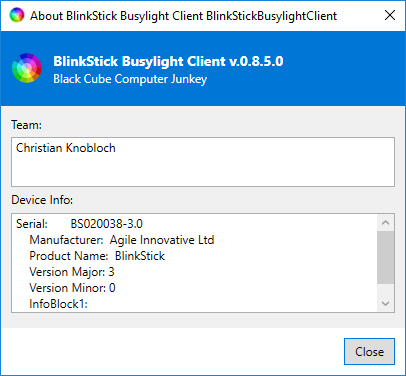 About BlinkStick Busylight Client BlinkStickBusylightClient
BlinkStick Busylight Client v.0.8.5.0
Black Cube Computer Junkey
Team:
Christian Knobloch
Device Info:
Serial: BS020038-3.0
Manufacturer: Agile Innovative Ltd
Product Name: BlinkStick
Version Major: 3
Version Minor: 0
InfoBlock1:
Close